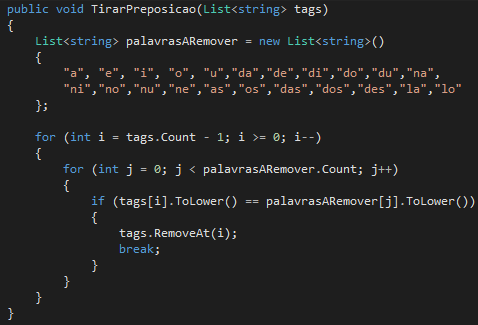 public void TirarPreposicao(List<string> tags)
{
    List<string> palavrasARemover = new List<string>()
    {
        "a", "e", "i", "o", "u","da","de","di","do","du","na",
        "ni","no","nu","ne","as","os","das","dos","des","la","lo"
    };

    for (int i = tags.Count - 1; i >= 0; i--)
    {
        for (int j = 0; j < palavrasARemover.Count; j++)
        {
            if (tags[i].ToLower() == palavrasARemover[j].ToLower())
            {
                tags.RemoveAt(i);
                break;
            }
        }
    }
}